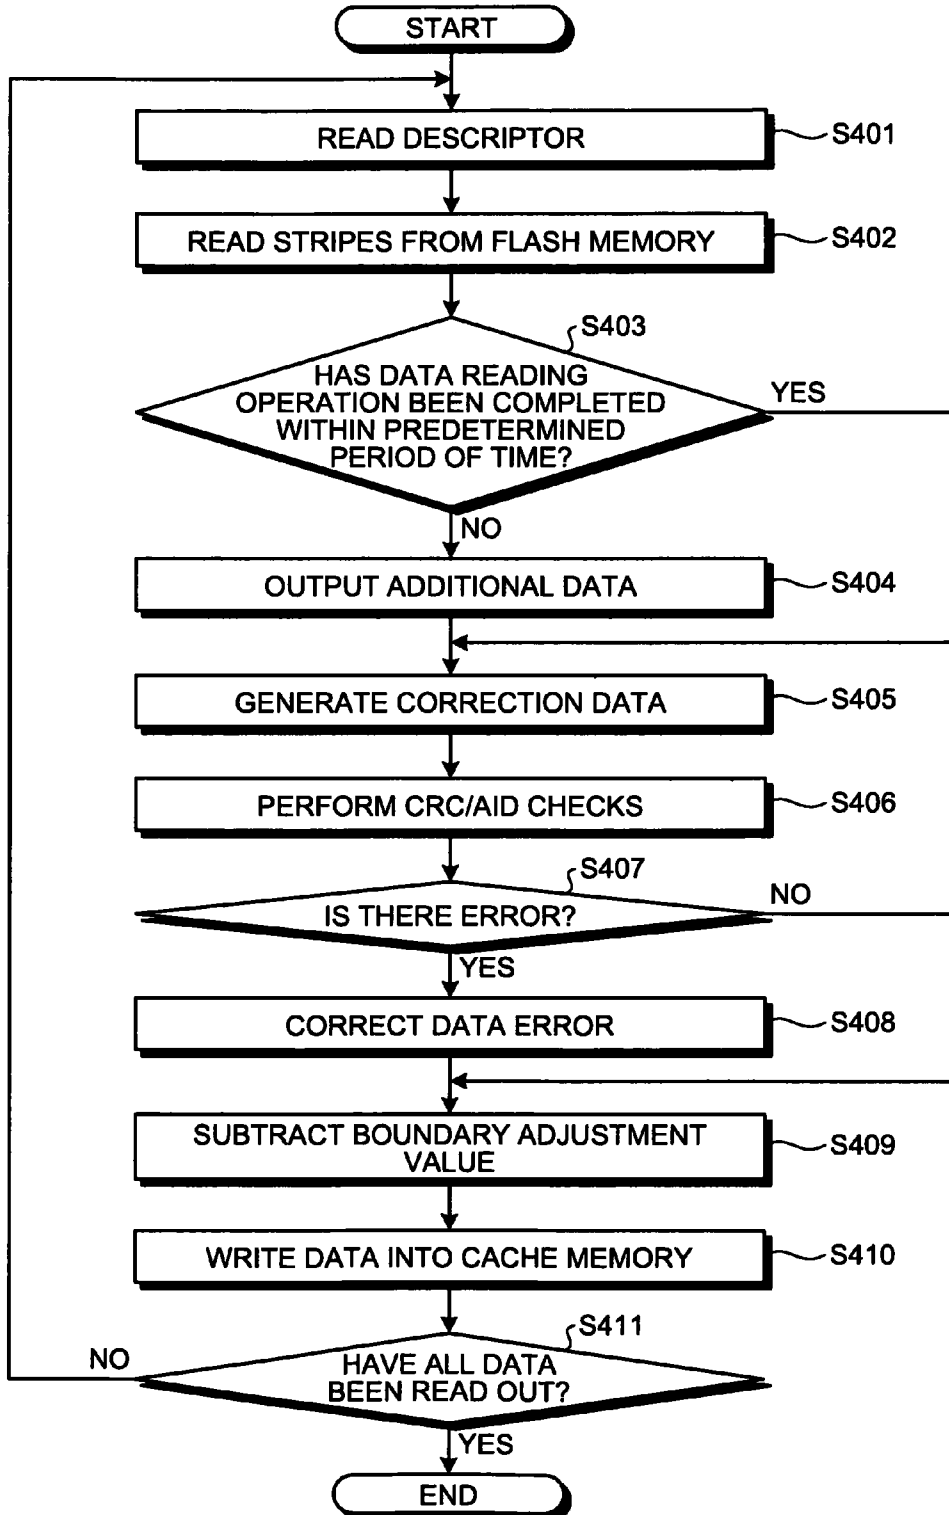 START
READ DESCRIPTOR
S401
READ STRIPES FROM FLASH MEMORY
S402
S403
HAS DATA READING
OPERATION BEEN COMPLETED
WITHIN PREDETERMINED
PERIOD OF TIME?
YES
NO
OUTPUT ADDITIONAL DATA
S404
GENERATE CORRECTION DATA
S405
PERFORM CRC/AID CHECKS
S406
S407
IS THERE ERROR?
NO
YES
CORRECT DATA ERROR
S408
SUBTRACT BOUNDARY ADJUSTMENT
VALUE
S409
WRITE DATA INTO CACHE MEMORY
S410
S411
HAVE ALL DATA
BEEN READ OUT?
NO
YES
END